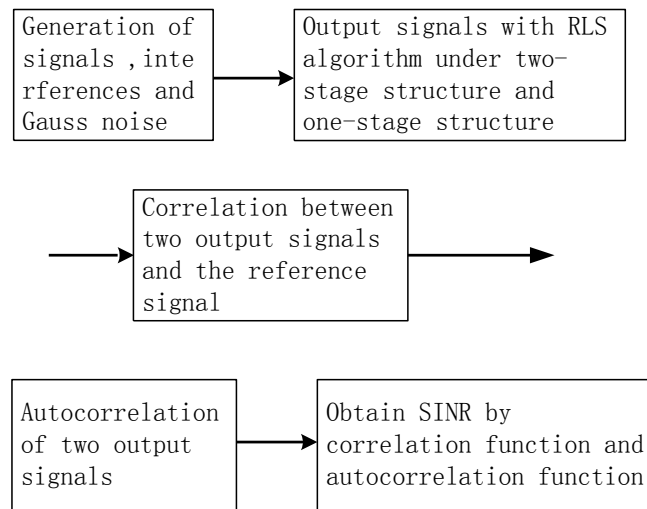 Generation of
signals ,inte
rferences and
Gauss noise
Output signals with RLS
algorithm under two-
stage structure and
one-stage structure
Correlation between
two output signals
and the reference
signal
Autocorrelation
of two output
signals
Obtain SINR by
correlation function and
autocorrelation function